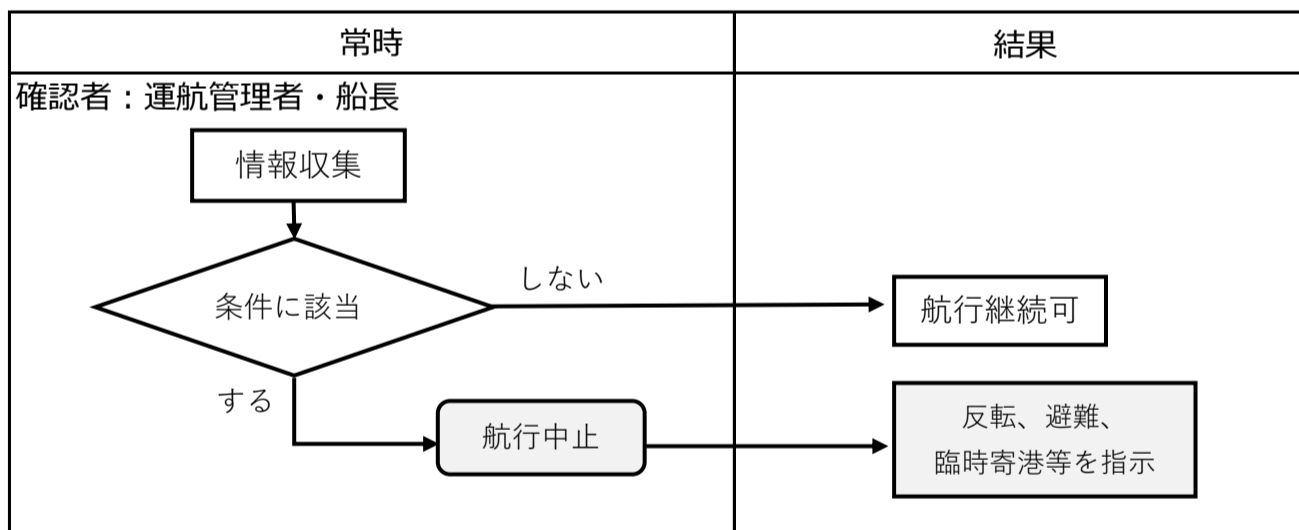 常時
結果
確認者：運航管理者・船長
情報収集
条件に該当
しない
航行継続可
する
航行中止
反転、避難、
臨時寄港等を指示